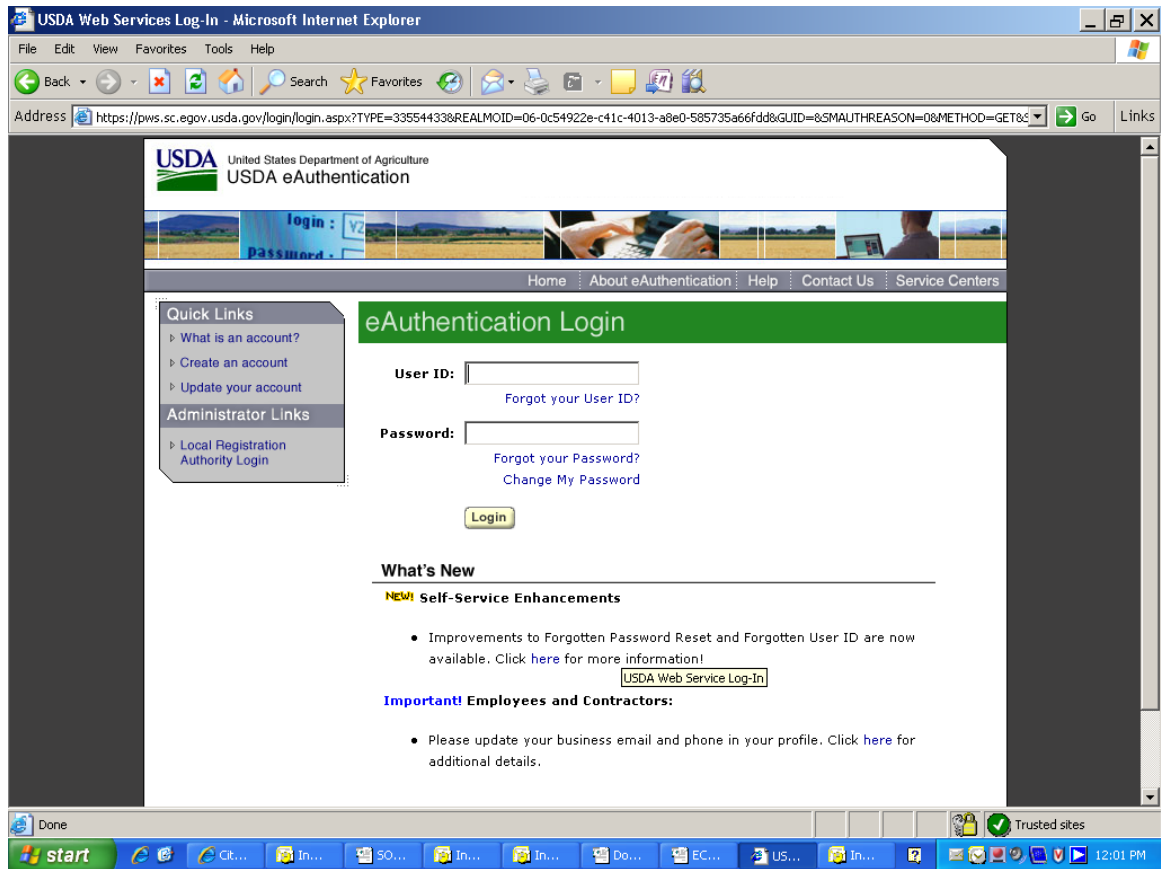 USDA Web Services Log-In - Microsoft Internet Explorer
File Edit View Favorites Tools Help
Back Search Favorites
Address https://pws.sc.egov.usda.gov/login/login.aspx?TYPE=33554433&REALMOID=06-0c54922e-c41c-4013-a8e0-585735a66fdd&GUID=&SMAUTHREASON=0&METHOD=GET& Go Links
USDA United States Department of Agriculture
USDA eAuthentication
login : YZ
password :
Home About eAuthentication Help Contact Us Service Centers
Quick Links
What is an account?
Create an account
Update your account
Administrator Links
Local Registration
Authority Login
eAuthentication Login
User ID:
Forgot your User ID?
Password:
Forgot your Password?
Change My Password
Login
What's New
NEW! Self-Service Enhancements
• Improvements to Forgotten Password Reset and Forgotten User ID are now
available. Click here for more information!
USDA Web Service Log-In
Important! Employees and Contractors:
• Please update your business email and phone in your profile. Click here for
additional details.
Done Trusted sites
start Cit... In... SO... In... In... Do... EC... US... In... 12:01 PM